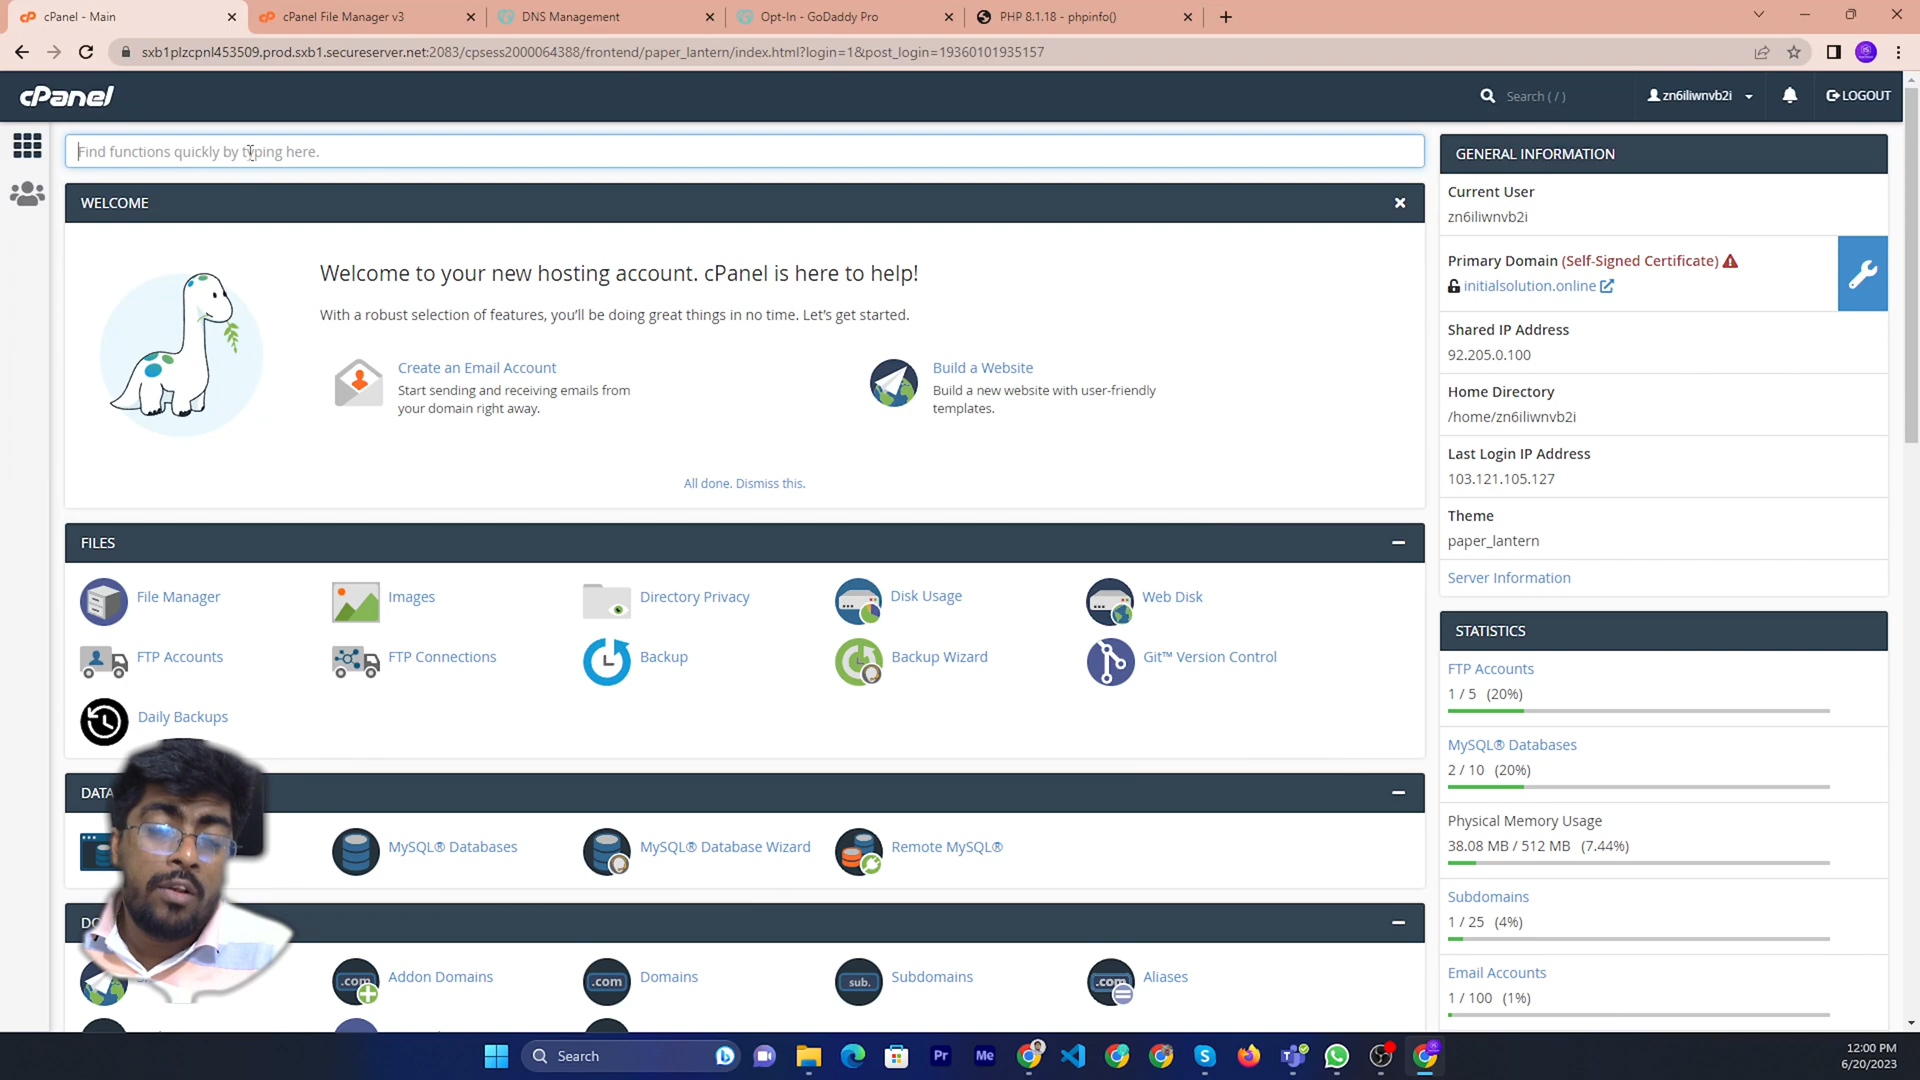 cPanel - Main
cPanel File Manager v3
DNS Management
Opt-In - GoDaddy Pro
PHP 8.1.18 - phpinfo()
sxb1plzcpnl453509.prod.sxb1.secureserver.net:2083/cpsess2000064388/frontend/paper_lantern/index.html?login=1&post_login=19360101935157
cPanel
Search ( / )
zn6iliwnvb2i
LOGOUT
Find functions quickly by typing here.
WELCOME
Welcome to your new hosting account. cPanel is here to help!
With a robust selection of features, you'll be doing great things in no time. Let's get started.
Create an Email Account
Start sending and receiving emails from
your domain right away.
Build a Website
Build a new website with user-friendly
templates.
All done. Dismiss this.
FILES
File Manager
Images
Directory Privacy
Disk Usage
Web Disk
FTP Accounts
FTP Connections
Backup
Backup Wizard
Git™ Version Control
Daily Backups
MySQL® Databases
MySQL® Database Wizard
Remote MySQL®
Addon Domains
Domains
Subdomains
Aliases
GENERAL INFORMATION
Current User
zn6iliwnvb2i
Primary Domain (Self-Signed Certificate)
initialsolution.online
Shared IP Address
92.205.0.100
Home Directory
/home/zn6iliwnvb2i
Last Login IP Address
103.121.105.127
Theme
paper_lantern
Server Information
STATISTICS
FTP Accounts
1 / 5 (20%)
MySQL® Databases
2 / 10 (20%)
Physical Memory Usage
38.08 MB / 512 MB (7.44%)
Subdomains
1 / 25 (4%)
Email Accounts
1 / 100 (1%)
Search
Pr
Me
12:00 PM
6/20/2023